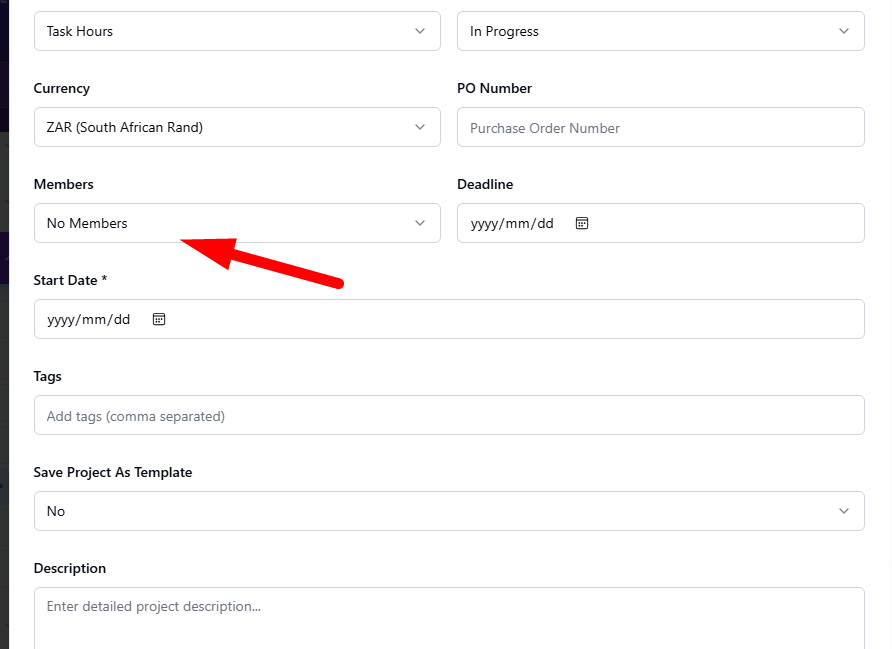 Task Hours
In Progress
Currency
PO Number
ZAR (South African Rand)
Purchase Order Number
Members
Deadline
No Members
yyyy/mm/dd
Start Date *
yyyy/mm/dd
Tags
Add tags (comma separated)
Save Project As Template
No
Description
Enter detailed project description...